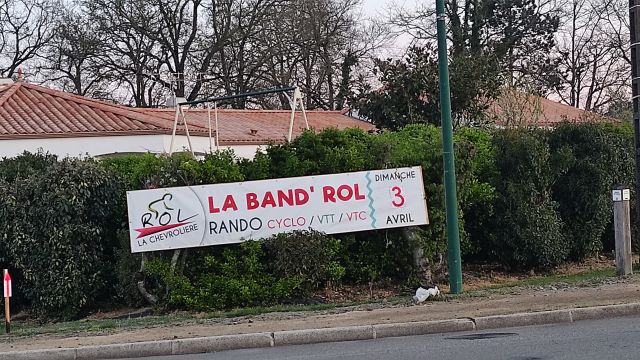 ROL
LA CHEVROLIERE
LA BAND' ROL
RANDO CYCLO / VTT / VTC
DIMANCHE
3
AVRIL